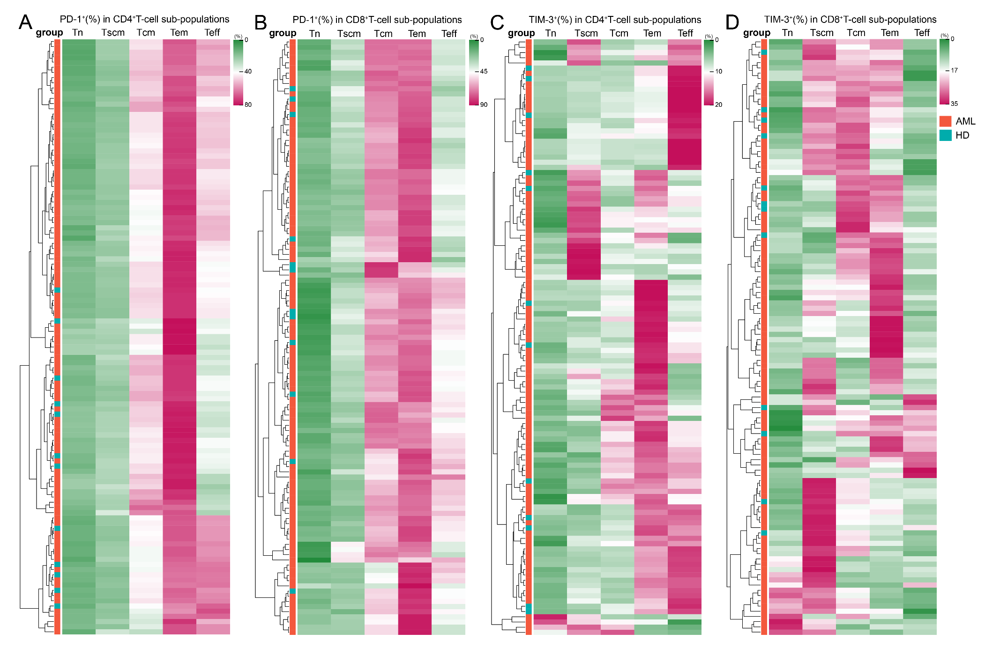 A
PD-1⁺(%) in CD4⁺T-cell sub-populations
group Tn Tscm Tcm Tem Teff
(%)
0
40
80
B
PD-1⁺(%) in CD8⁺T-cell sub-populations
group Tn Tscm Tcm Tem Teff
(%)
0
45
90
C
TIM-3⁺(%) in CD4⁺T-cell sub-populations
group Tn Tscm Tcm Tem Teff
(%)
0
10
20
D
TIM-3⁺(%) in CD8⁺T-cell sub-populations
group Tn Tscm Tcm Tem Teff
(%)
0
17
35
AML
HD